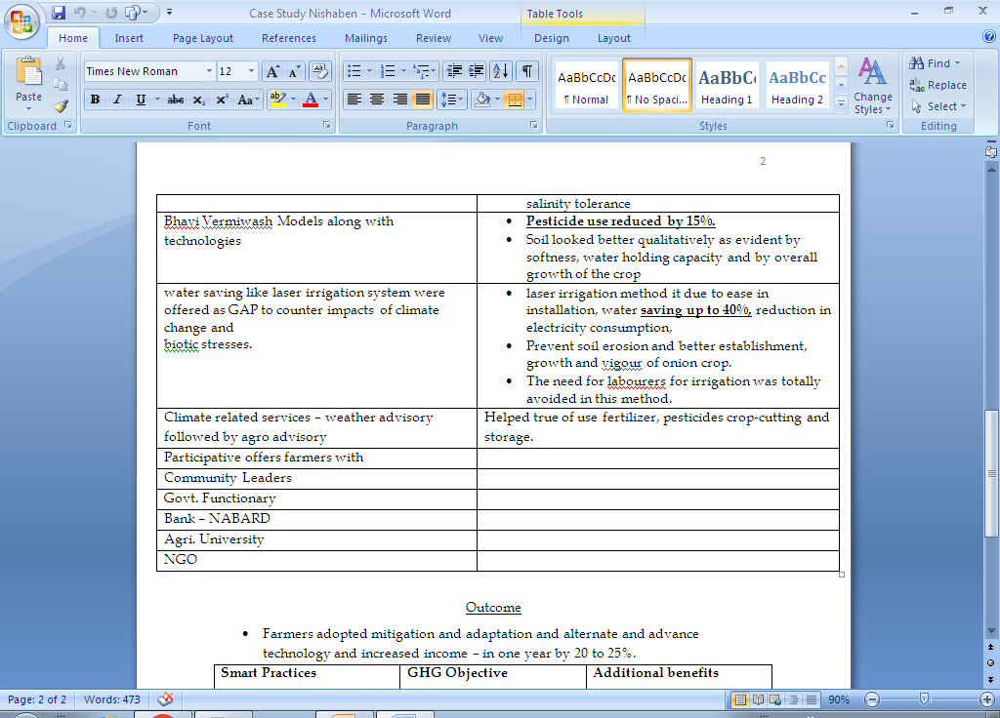 Case Study Nishaben - Microsoft Word
Table Tools
Home Insert Page Layout References Mailings Review View Design Layout
Times New Roman 12
Paste
B I U abc x₂ x² Aa
AaBbCcDc AaBbCcDc AaBbC AaBbCc
¶ Normal ¶ No Spaci... Heading 1 Heading 2
Change
Styles
Find
Replace
Select
Clipboard Font Paragraph Styles Editing
2
salinity tolerance
Bhavi Vermiwash Models along with
technologies
• Pesticide use reduced by 15%.
• Soil looked better qualitatively as evident by
softness, water holding capacity and by overall
growth of the crop
water saving like laser irrigation system were
offered as GAP to counter impacts of climate
change and
biotic stresses.
• laser irrigation method it due to ease in
installation, water saving up to 40%, reduction in
electricity consumption,
• Prevent soil erosion and better establishment,
growth and vigour of onion crop.
• The need for labourers for irrigation was totally
avoided in this method.
Climate related services – weather advisory
followed by agro advisory
Helped true of use fertilizer, pesticides crop-cutting and
storage.
Participative offers farmers with
Community Leaders
Govt. Functionary
Bank – NABARD
Agri. University
NGO
Outcome
• Farmers adopted mitigation and adaptation and alternate and advance
technology and increased income – in one year by 20 to 25%.
Smart Practices GHG Objective Additional benefits
Page: 2 of 2 Words: 473 90%